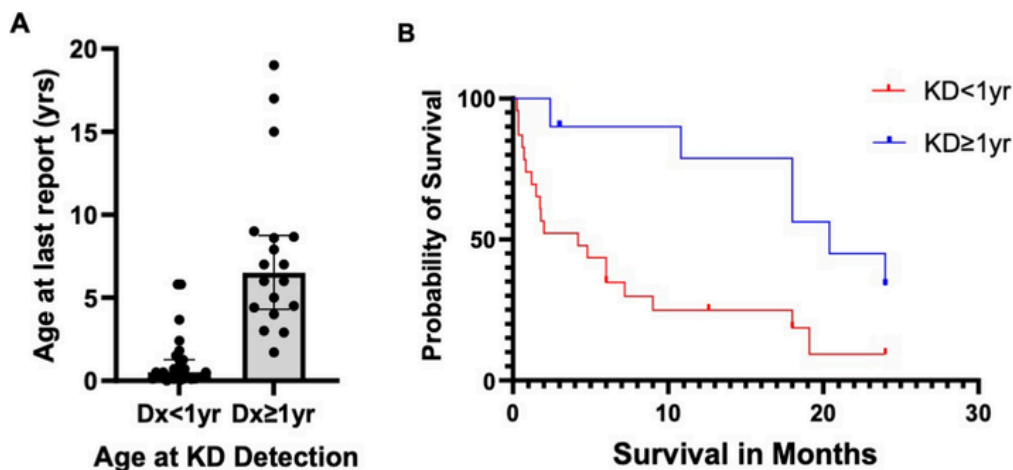 A
Age at last report (yrs)
20
15
10
5
0
Dx<1yr Dx≥1yr
Age at KD Detection
B
Probability of Survival
100
50
0
0 10 20 30
Survival in Months
KD<1yr
KD≥1yr